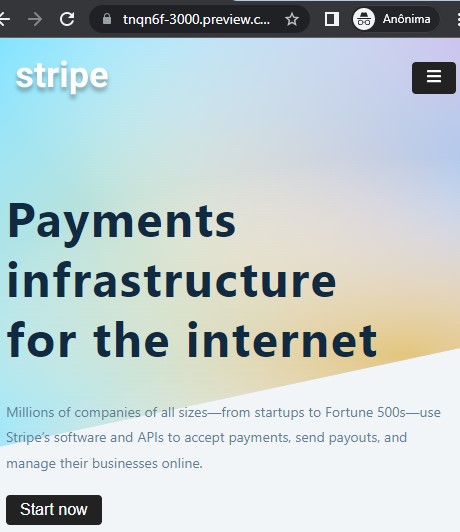 tnqn6f-3000.preview.c...
Anônima
stripe
Payments
infrastructure
for the internet
Millions of companies of all sizes—from startups to Fortune 500s—use
Stripe's software and APIs to accept payments, send payouts, and
manage their businesses online.
Start now